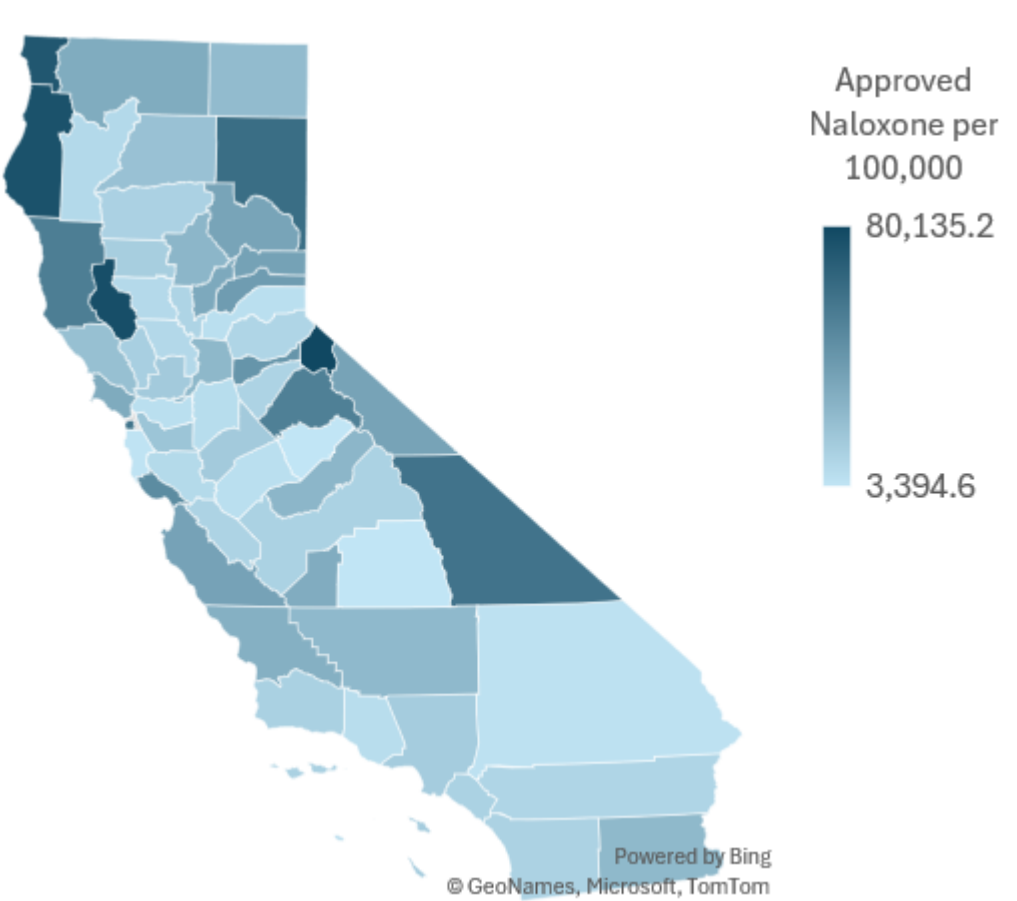 Approved
Naloxone per
100,000
80,135.2
3,394.6
Powered by Bing
© GeoNames, Microsoft, TomTom